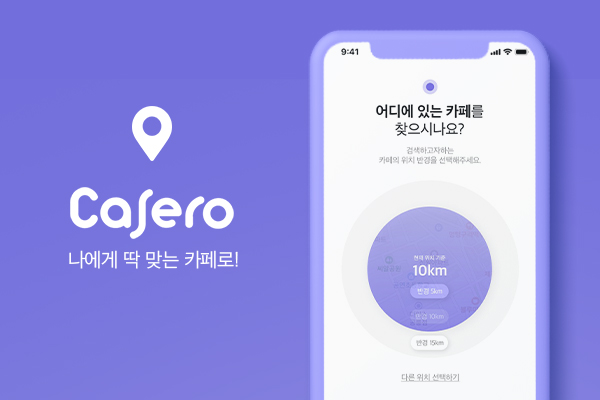 Cafero
나에게 딱 맞는 카페로!
9:41
어디에 있는 카페를
찾으시나요?
검색하고자하는
카페의 위치 반경을 선택해주세요.
현재 위치 기준
10km
반경 5km
반경 10km
반경 15km
다른 위치 선택하기